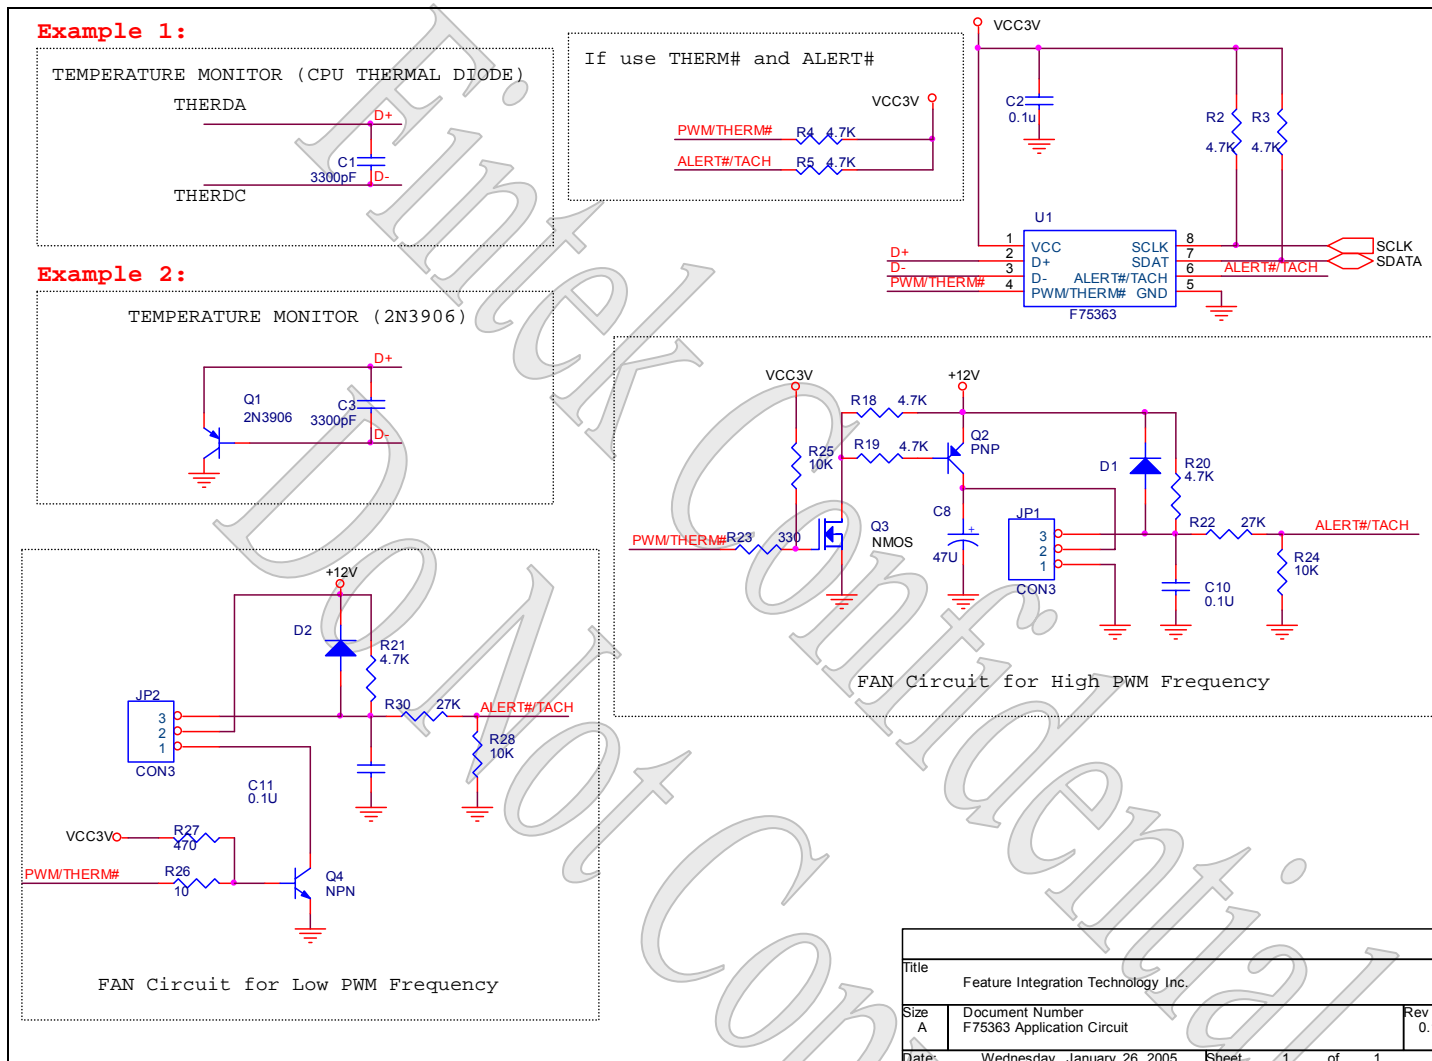 Example 1:
TEMPERATURE MONITOR (CPU THERMAL DIODE)
THERDA
D+
C1
3300pF
D-
THERDC
If use THERM# and ALERT#
VCC3V
PWM/THERM#
R4 4.7K
ALERT#/TACH
R5 4.7K
VCC3V
C2
0.1u
R2
4.7K
R3
4.7K
U1
1 VCC
2 D+
3 D-
4 PWM/THERM#
SCLK 8
SDAT 7
ALERT#/TACH 6
GND 5
F75363
D+
D-
PWM/THERM#
SCLK
SDATA
ALERT#/TACH
Example 2:
TEMPERATURE MONITOR (2N3906)
D+
Q1
2N3906
C3
3300pF
D-
VCC3V
+12V
R18 4.7K
R19 4.7K
Q2
PNP
R25
10K
D1
R20
4.7K
C8
47U
JP1
3
2
1
CON3
R22 27K
ALERT#/TACH
PWM/THERM#
R23 330
Q3
NMOS
R24
10K
C10
0.1U
FAN Circuit for High PWM Frequency
+12V
D2
R21
4.7K
JP2
3
2
1
CON3
R30 27K
ALERT#/TACH
R28
10K
C11
0.1U
VCC3V
R27
470
PWM/THERM#
R26
10
Q4
NPN
FAN Circuit for Low PWM Frequency
Title
Feature Integration Technology Inc.
Size
A
Document Number
F75363 Application Circuit
Rev
0.
Date: Wednesday, January 26, 2005
Sheet 1 of 1
Fintek Confidential
Do Not Cop